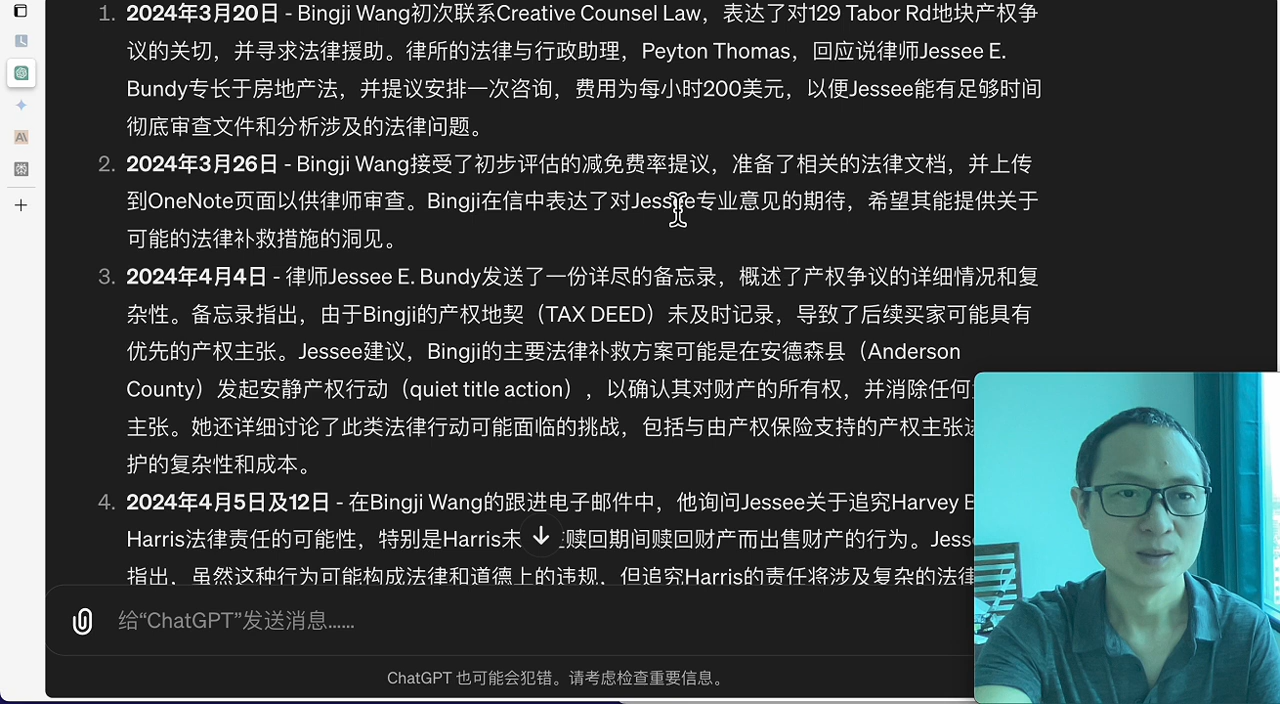 1. 2024年3月20日 - Bingji Wang初次联系Creative Counsel Law，表达了对129 Tabor Rd地块产权争
议的关切，并寻求法律援助。律所的法律与行政助理，Peyton Thomas，回应说律师Jessee E.
Bundy专长于房地产法，并提议安排一次咨询，费用为每小时200美元，以便Jessee能有足够时间
彻底审查文件和分析涉及的法律问题。
2. 2024年3月26日 - Bingji Wang接受了初步评估的减免费率提议，准备了相关的法律文档，并上传
到OneNote页面以供律师审查。Bingji在信中表达了对Jessee专业意见的期待，希望其能提供关于
可能的法律补救措施的洞见。
3. 2024年4月4日 - 律师Jessee E. Bundy发送了一份详尽的备忘录，概述了产权争议的详细情况和复
杂性。备忘录指出，由于Bingji的产权地契（TAX DEED）未及时记录，导致了后续买家可能具有
优先的产权主张。Jessee建议，Bingji的主要法律补救方案可能是在安德森县（Anderson
County）发起安静产权行动（quiet title action），以确认其对财产的所有权，并消除任何
主张。她还详细讨论了此类法律行动可能面临的挑战，包括与由产权保险支持的产权主张
护的复杂性和成本。
4. 2024年4月5日及12日 - 在Bingji Wang的跟进电子邮件中，他询问Jessee关于追究Harvey
Harris法律责任的可能性，特别是Harris未 赎回期间赎回财产而出售财产的行为。
指出，虽然这种行为可能构成法律和道德上的违规，但追究Harris的责任将涉及复杂的法律
给“ChatGPT”发送消息......
ChatGPT 也可能会犯错。请考虑检查重要信息。